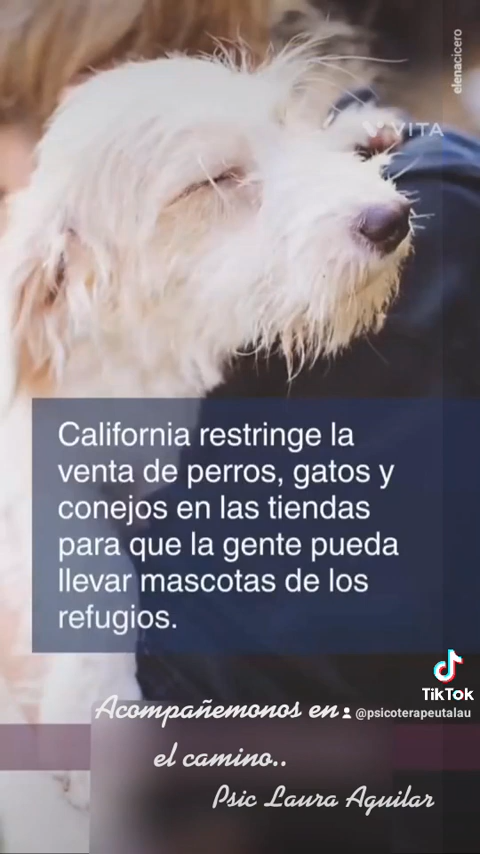 elenacicero
VITA
California restringe la
venta de perros, gatos y
conejos en las tiendas
para que la gente pueda
llevar mascotas de los
refugios.
TikTok
@psicoterapeutalau
Acompañemonos en
el camino..
Psic Laura Aguilar